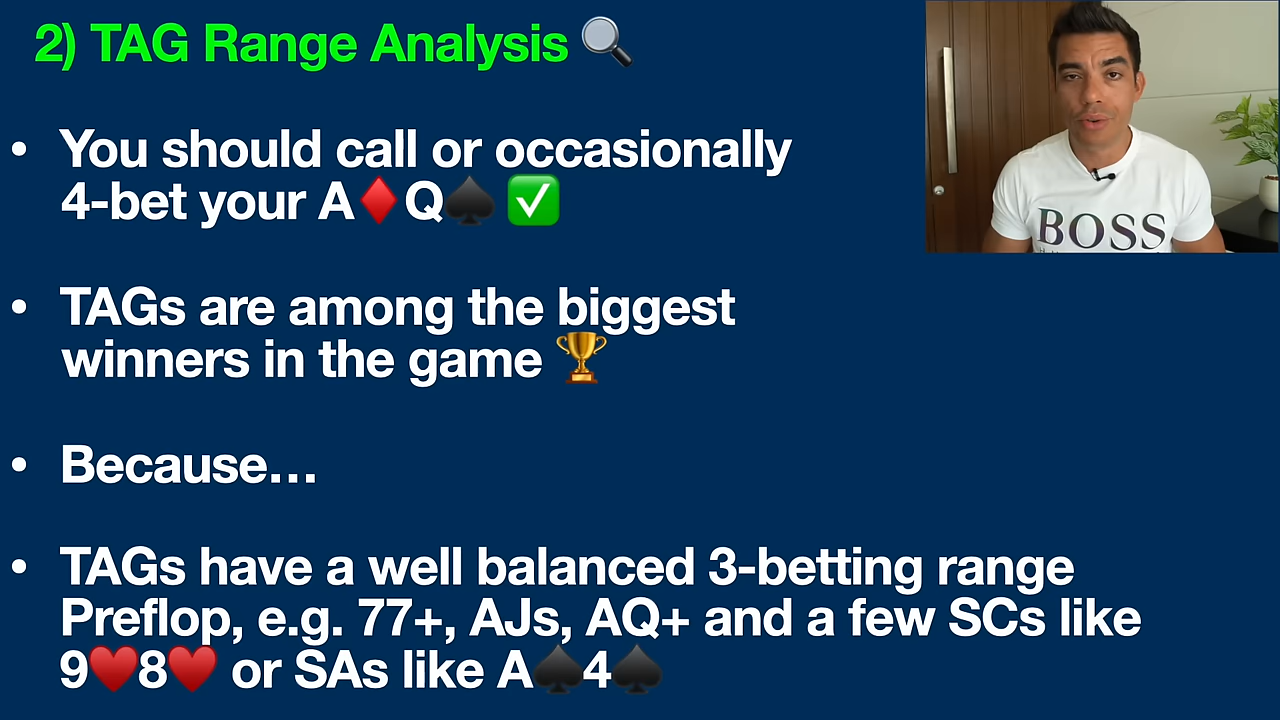 2) TAG Range Analysis 🔍
• You should call or occasionally
4-bet your A♦️Q♠️ ✅
• TAGs are among the biggest
winners in the game 🏆
• Because…
• TAGs have a well balanced 3-betting range
Preflop, e.g. 77+, AJs, AQ+ and a few SCs like
9♥️8♥️ or SAs like A♠️4♠️
BOSS